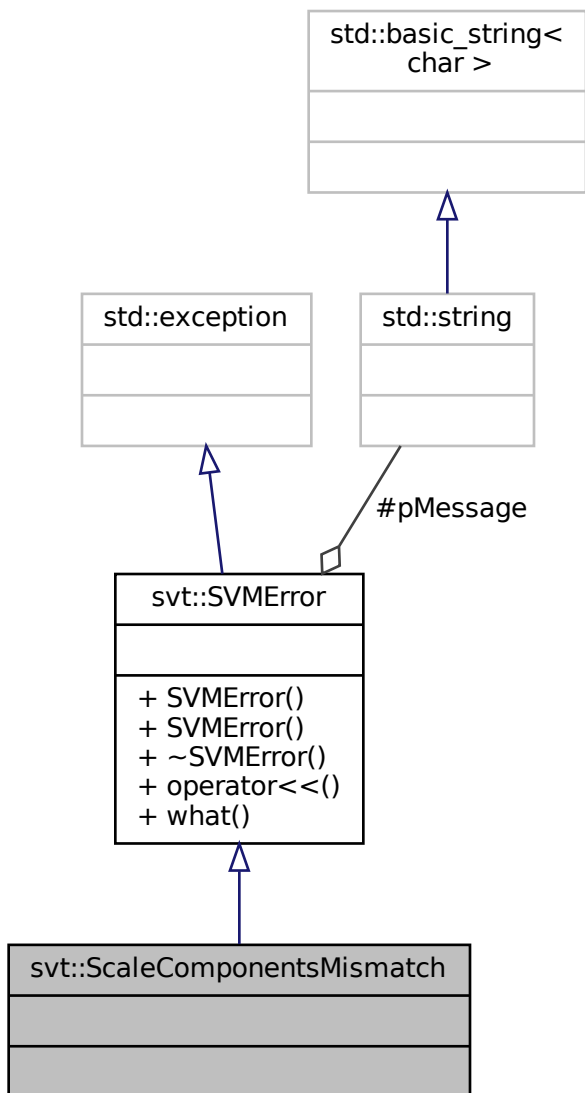 std::basic_string<
char >
std::exception
std::string
#pMessage
svt::SVMError
+ SVMError()
+ SVMError()
+ ~SVMError()
+ operator<<()
+ what()
svt::ScaleComponentsMismatch